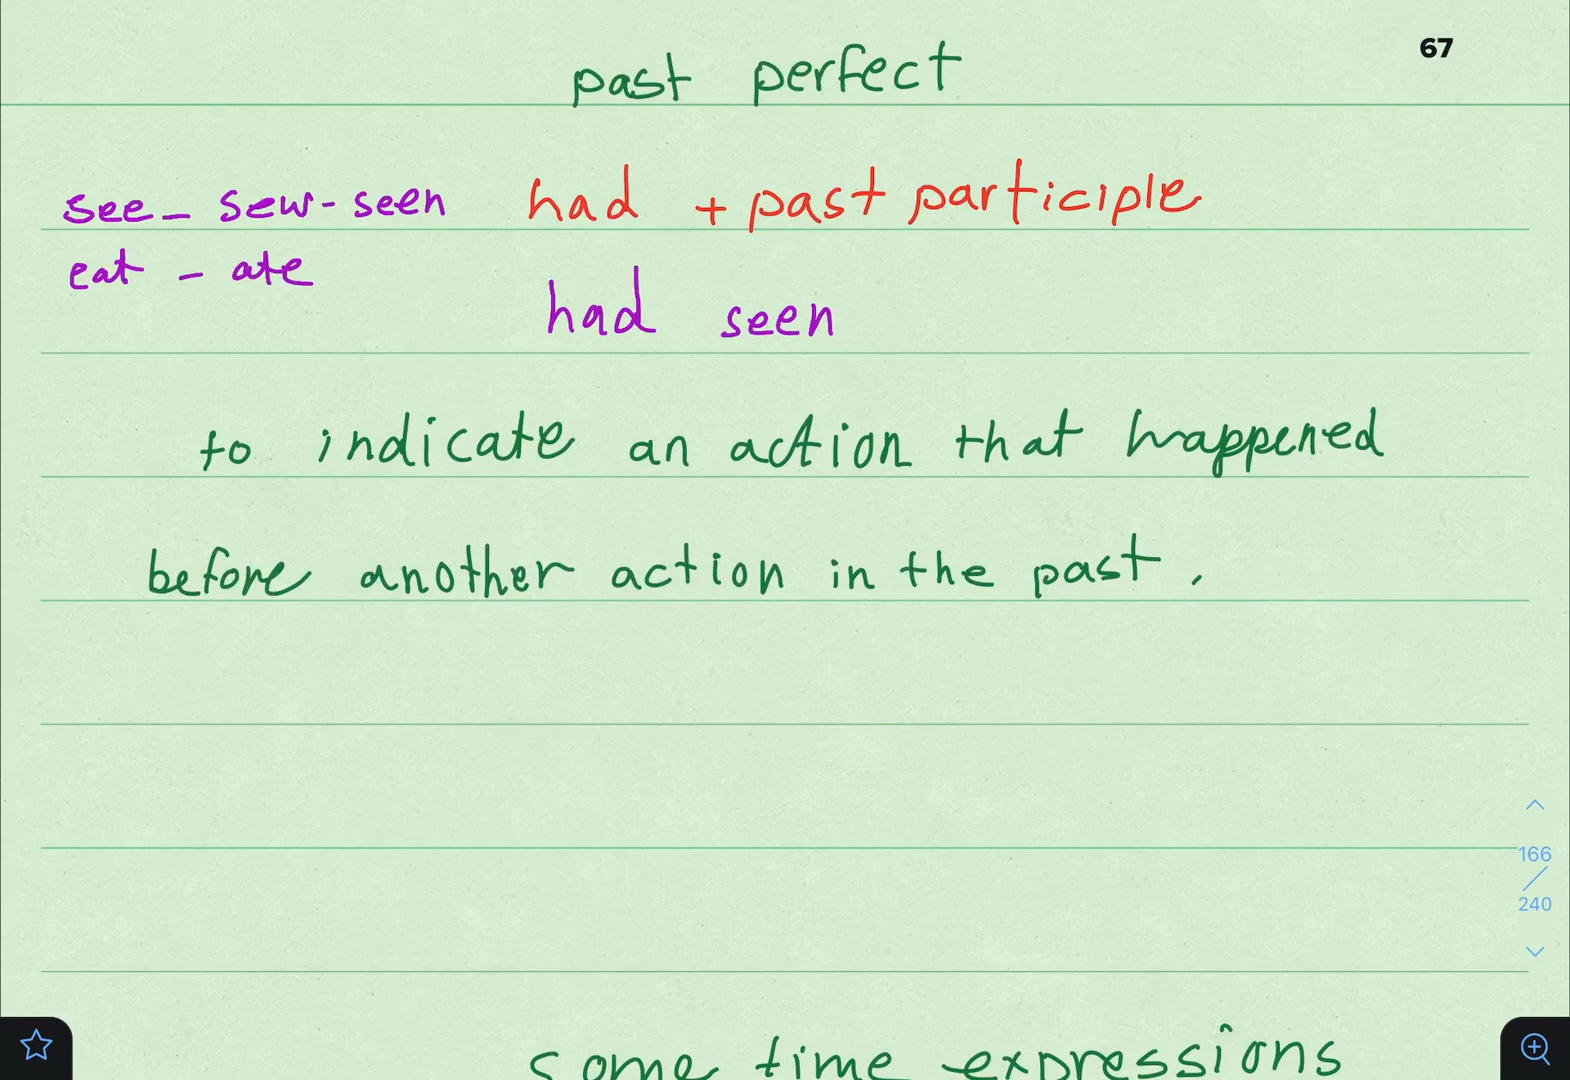 67
past perfect
see - sew - seen had + past participle
eat - ate
had seen
to indicate an action that happened
before another action in the past.
166
/
240
some time expressions